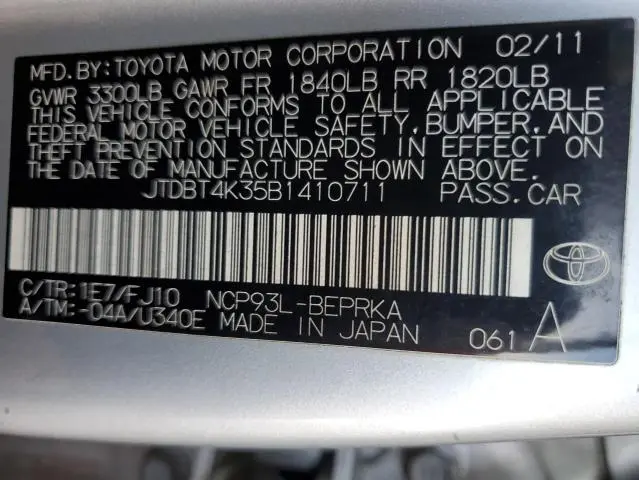 MFD. BY: TOYOTA MOTOR CORPORATION 02/11
GVWR 3300LB GAWR FR 1840LB RR 1820LB
THIS VEHICLE CONFORMS TO ALL APPLICABLE
FEDERAL MOTOR VEHICLE SAFETY, BUMPER, AND
THEFT PREVENTION STANDARDS IN EFFECT ON
THE DATE OF MANUFACTURE SHOWN ABOVE.
JTDBT4K35B1410711 PASS. CAR
C/TR: 1E7/FJ10 NCP93L-BEPRKA
A/TM: -04A/U340E MADE IN JAPAN 061 A